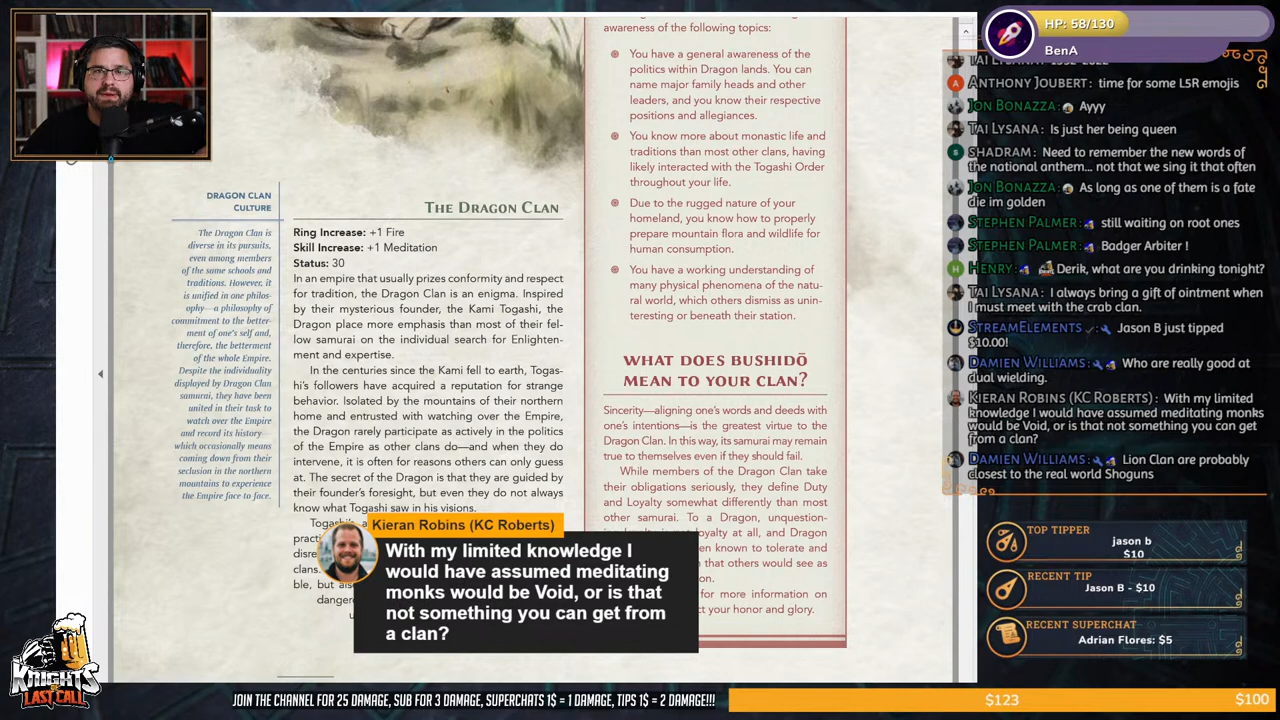 awareness of the following topics:
You have a general awareness of the
politics within Dragon lands. You can
name major family heads and other
leaders, and you know their respective
positions and allegiances.
You know more about monastic life and
traditions than most other clans, having
likely interacted with the Togashi Order
throughout your life.
Due to the rugged nature of your
homeland, you know how to properly
prepare mountain flora and wildlife for
human consumption.
You have a working understanding of
many physical phenomena of the natu-
ral world, which others dismiss as unin-
teresting or beneath their station.
WHAT DOES BUSHIDŌ
MEAN TO YOUR CLAN?
Sincerity—aligning one's words and deeds with
one's intentions—is the greatest virtue to the
Dragon Clan. In this way, its samurai may remain
true to themselves even if they should fail.
While members of the Dragon Clan take
their obligations seriously, they define Duty
and Loyalty somewhat differently than most
other samurai. To a Dragon, unquestion-
loyalty is not loyalty at all, and Dragon
been known to tolerate and
that others would see as
for more information on
your honor and glory.
DRAGON CLAN
CULTURE
The Dragon Clan is
diverse in its pursuits,
even among members
of the same schools and
traditions. However, it
is unified in one philos-
ophy—a philosophy of
commitment to the better-
ment of one's self and,
therefore, the betterment
of the whole Empire.
Despite the individuality
displayed by Dragon Clan
samurai, they have been
united in their task to
watch over the Empire
and record its history—
which occasionally means
coming down from their
seclusion in the northern
mountains to experience
the Empire face to face.
THE DRAGON CLAN
Ring Increase: +1 Fire
Skill Increase: +1 Meditation
Status: 30
In an empire that usually prizes conformity and respect
for tradition, the Dragon Clan is an enigma. Inspired
by their mysterious founder, the Kami Togashi, the
Dragon place more emphasis than most of their fel-
low samurai on the individual search for Enlighten-
ment and expertise.
In the centuries since the Kami fell to earth, Togas-
hi's followers have acquired a reputation for strange
behavior. Isolated by the mountains of their northern
home and entrusted with watching over the Empire,
the Dragon rarely participate as actively in the politics
of the Empire as other clans do—and when they do
intervene, it is often for reasons others can only guess
at. The secret of the Dragon is that they are guided by
their founder's foresight, but even they do not always
know what Togashi saw in his visions.
Kieran Robins (KC Roberts)
With my limited knowledge I
would have assumed meditating
monks would be Void, or is that
not something you can get from
a clan?
HP: 58/130
BenA
TAI LYSANA: 1952-2022
A ANTHONY JOUBERT: time for some L5R emojis
JON BONAZZA: Ayyy
TAI LYSANA: Is just her being queen
S SHADRAM: Need to remember the new words of
the national anthem... not that we sing it that often
JON BONAZZA: As long as one of them is a fate
die im golden
STEPHEN PALMER: still waiting on root ones
STEPHEN PALMER: Badger Arbiter !
H HENRY: Derik, what are you drinking tonight?
TAI LYSANA: I always bring a gift of ointment when
I must meet with the crab clan.
STREAMELEMENTS: Jason B just tipped
$10.00!
DAMIEN WILLIAMS: Who are really good at
dual wielding.
KIERAN ROBINS (KC ROBERTS): With my limited
knowledge I would have assumed meditating monks
would be Void, or is that not something you can get
from a clan?
DAMIEN WILLIAMS: Lion Clan are probably
closest to the real world Shoguns
TOP TIPPER
jason b
$10
RECENT TIP
Jason B - $10
RECENT SUPERCHAT
Adrian Flores: $5
KNIGHTS
OF
LAST CALL
JOIN THE CHANNEL FOR 25 DAMAGE, SUB FOR 3 DAMAGE, SUPERCHATS 1$ = 1 DAMAGE, TIPS 1$ = 2 DAMAGE!!!
$123
$100